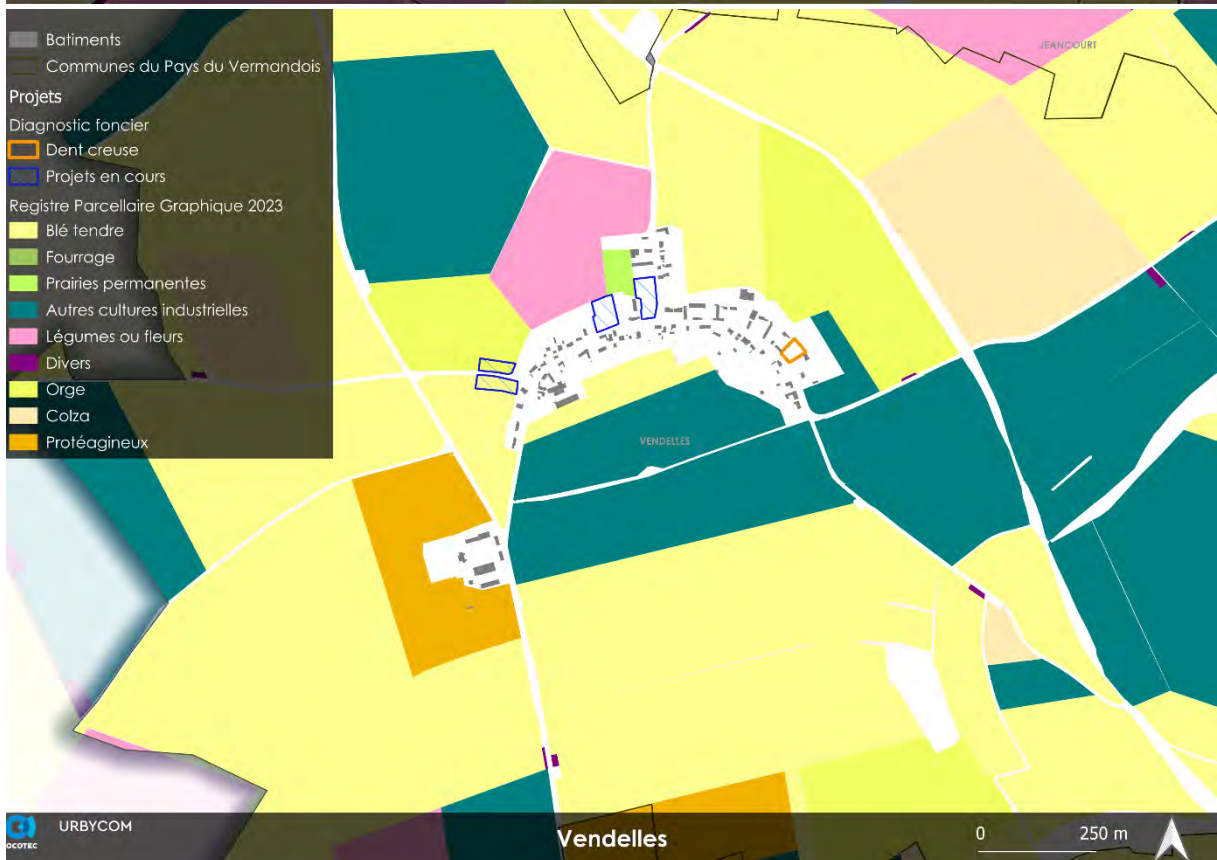 Batiments
Communes du Pays du Vermandois
Projets
Diagnostic foncier
Dent creuse
Projets en cours
Registre Parcellaire Graphique 2023
Blé tendre
Fourrage
Prairies permanentes
Autres cultures industrielles
Légumes ou fleurs
Divers
Orge
Colza
Protéagineux
JEANCOURT
VENDELLES
OCOTEC
URBYCOM
Vendelles
0 250 m